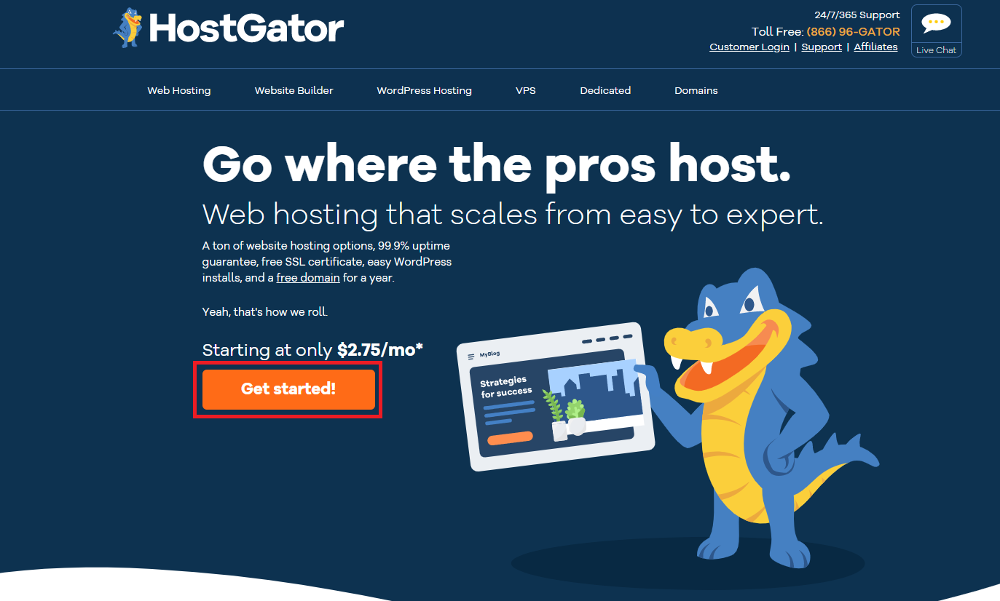 HostGator
24/7/365 Support
Toll Free: (866) 96-GATOR
Customer Login | Support | Affiliates
Live Chat
Web Hosting Website Builder WordPress Hosting VPS Dedicated Domains
Go where the pros host.
Web hosting that scales from easy to expert.
A ton of website hosting options, 99.9% uptime
guarantee, free SSL certificate, easy WordPress
installs, and a free domain for a year.
Yeah, that's how we roll.
Starting at only $2.75/mo*
Get started!
MyBlog
Strategies
for success